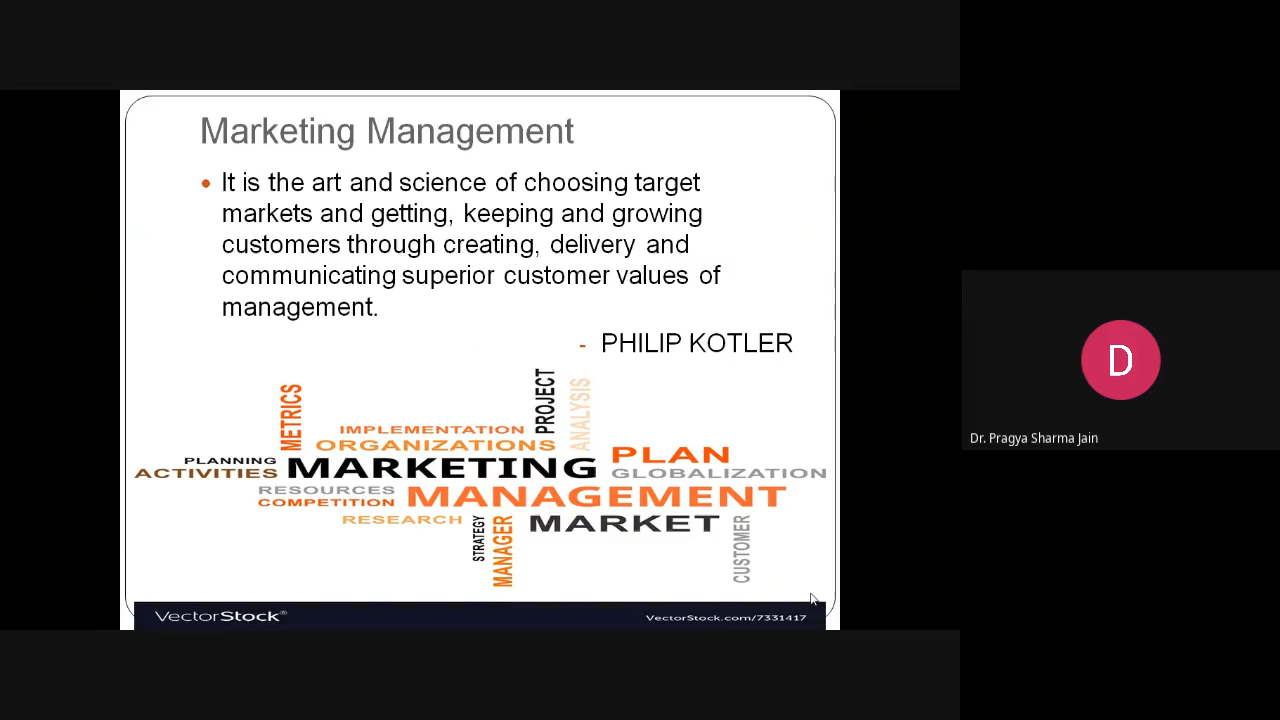 Marketing Management
• It is the art and science of choosing target
markets and getting, keeping and growing
customers through creating, delivery and
communicating superior customer values of
management.
- PHILIP KOTLER
METRICS
PROJECT
ANALYSIS
IMPLEMENTATION
ORGANIZATIONS
PLAN
PLANNING
MARKETING
ACTIVITIES
GLOBALIZATION
RESOURCES
MANAGEMENT
COMPETITION
RESEARCH
STRATEGY
MANAGER
MARKET
CUSTOMER
VectorStock®
VectorStock.com/7331417
D
Dr. Pragya Sharma Jain